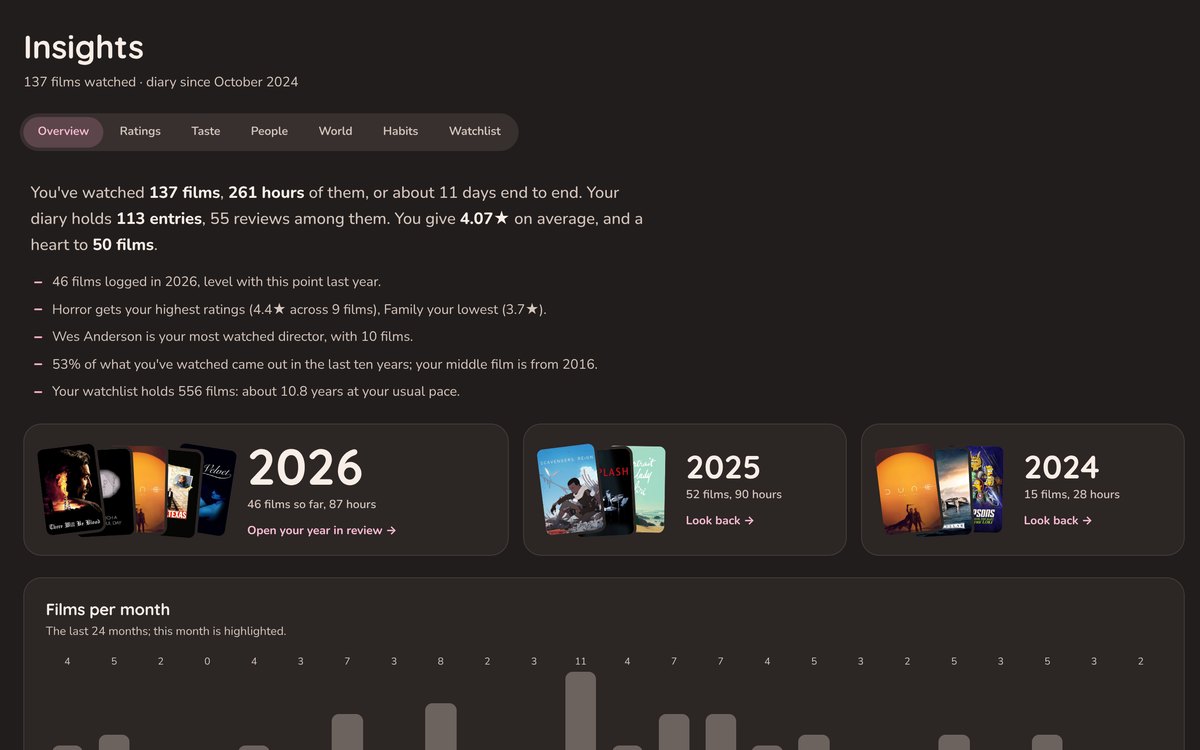 Insights
137 films watched · diary since October 2024
Overview Ratings Taste People World Habits Watchlist
You've watched 137 films, 261 hours of them, or about 11 days end to end. Your
diary holds 113 entries, 55 reviews among them. You give 4.07★ on average, and a
heart to 50 films.
– 46 films logged in 2026, level with this point last year.
– Horror gets your highest ratings (4.4★ across 9 films), Family your lowest (3.7★).
– Wes Anderson is your most watched director, with 10 films.
– 53% of what you've watched came out in the last ten years; your middle film is from 2016.
– Your watchlist holds 556 films: about 10.8 years at your usual pace.
There Will Be Blood
TEXAS
Velvet
2026
46 films so far, 87 hours
Open your year in review →
SCAVENGERS REIGN
PLASH
2025
52 films, 90 hours
Look back →
DUNE
PSONS
2024
15 films, 28 hours
Look back →
Films per month
The last 24 months; this month is highlighted.
4 5 2 0 4 3 7 3 8 2 3 11 4 7 7 4 5 3 2 5 3 5 3 2